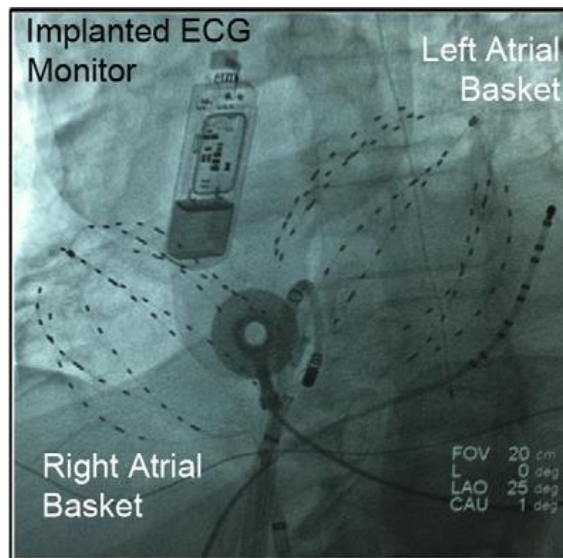 Implanted ECG
Monitor
Left Atrial
Basket
Right Atrial
Basket
FOV 20 cm
L 0 deg
LAO 25 deg
CAU 1 deg